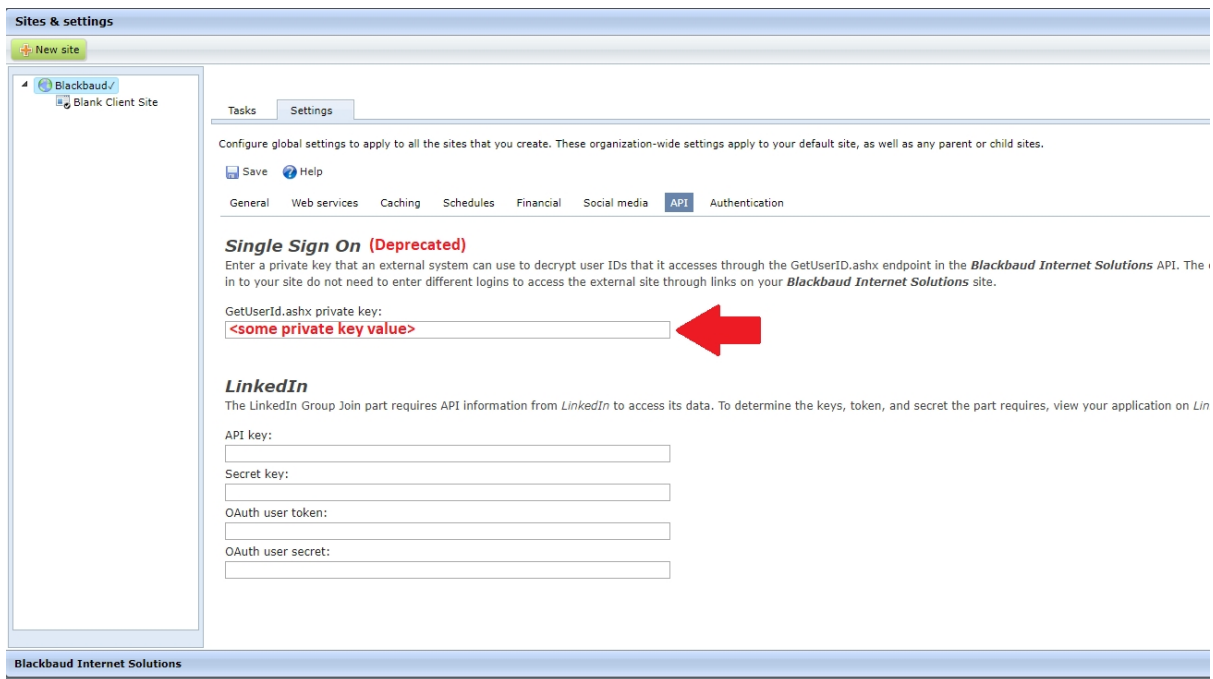 Sites & settings
New site
Blackbaud✓
Blank Client Site
Tasks Settings
Configure global settings to apply to all the sites that you create. These organization-wide settings apply to your default site, as well as any parent or child sites.
Save Help
General Web services Caching Schedules Financial Social media API Authentication
Single Sign On (Deprecated)
Enter a private key that an external system can use to decrypt user IDs that it accesses through the GetUserID.ashx endpoint in the Blackbaud Internet Solutions API. The
in to your site do not need to enter different logins to access the external site through links on your Blackbaud Internet Solutions site.
GetUserId.ashx private key:
<some private key value>
LinkedIn
The LinkedIn Group Join part requires API information from LinkedIn to access its data. To determine the keys, token, and secret the part requires, view your application on Lin
API key:
Secret key:
OAuth user token:
OAuth user secret:
Blackbaud Internet Solutions